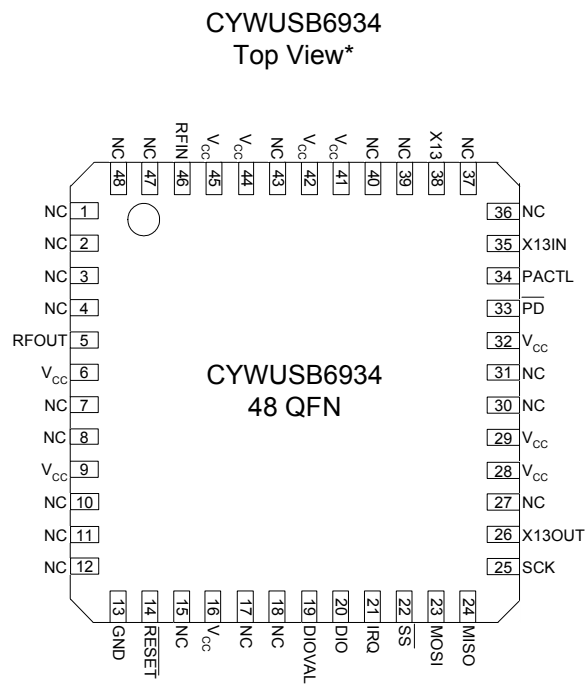 CYWUSB6934
Top View*
NC 48
NC 47
RFIN 46
VCC 45
VCC 44
NC 43
VCC 42
VCC 41
NC 40
NC 39
X13 38
NC 37
NC 1
NC 2
NC 3
NC 4
RFOUT 5
VCC 6
NC 7
NC 8
VCC 9
NC 10
NC 11
NC 12
CYWUSB6934
48 QFN
36 NC
35 X13IN
34 PACTL
33 PD
32 VCC
31 NC
30 NC
29 VCC
28 VCC
27 NC
26 X13OUT
25 SCK
13 GND
14 RESET
15 NC
16 VCC
17 NC
18 NC
19 DIOVAL
20 DIO
21 IRQ
22 SS
23 MOSI
24 MISO